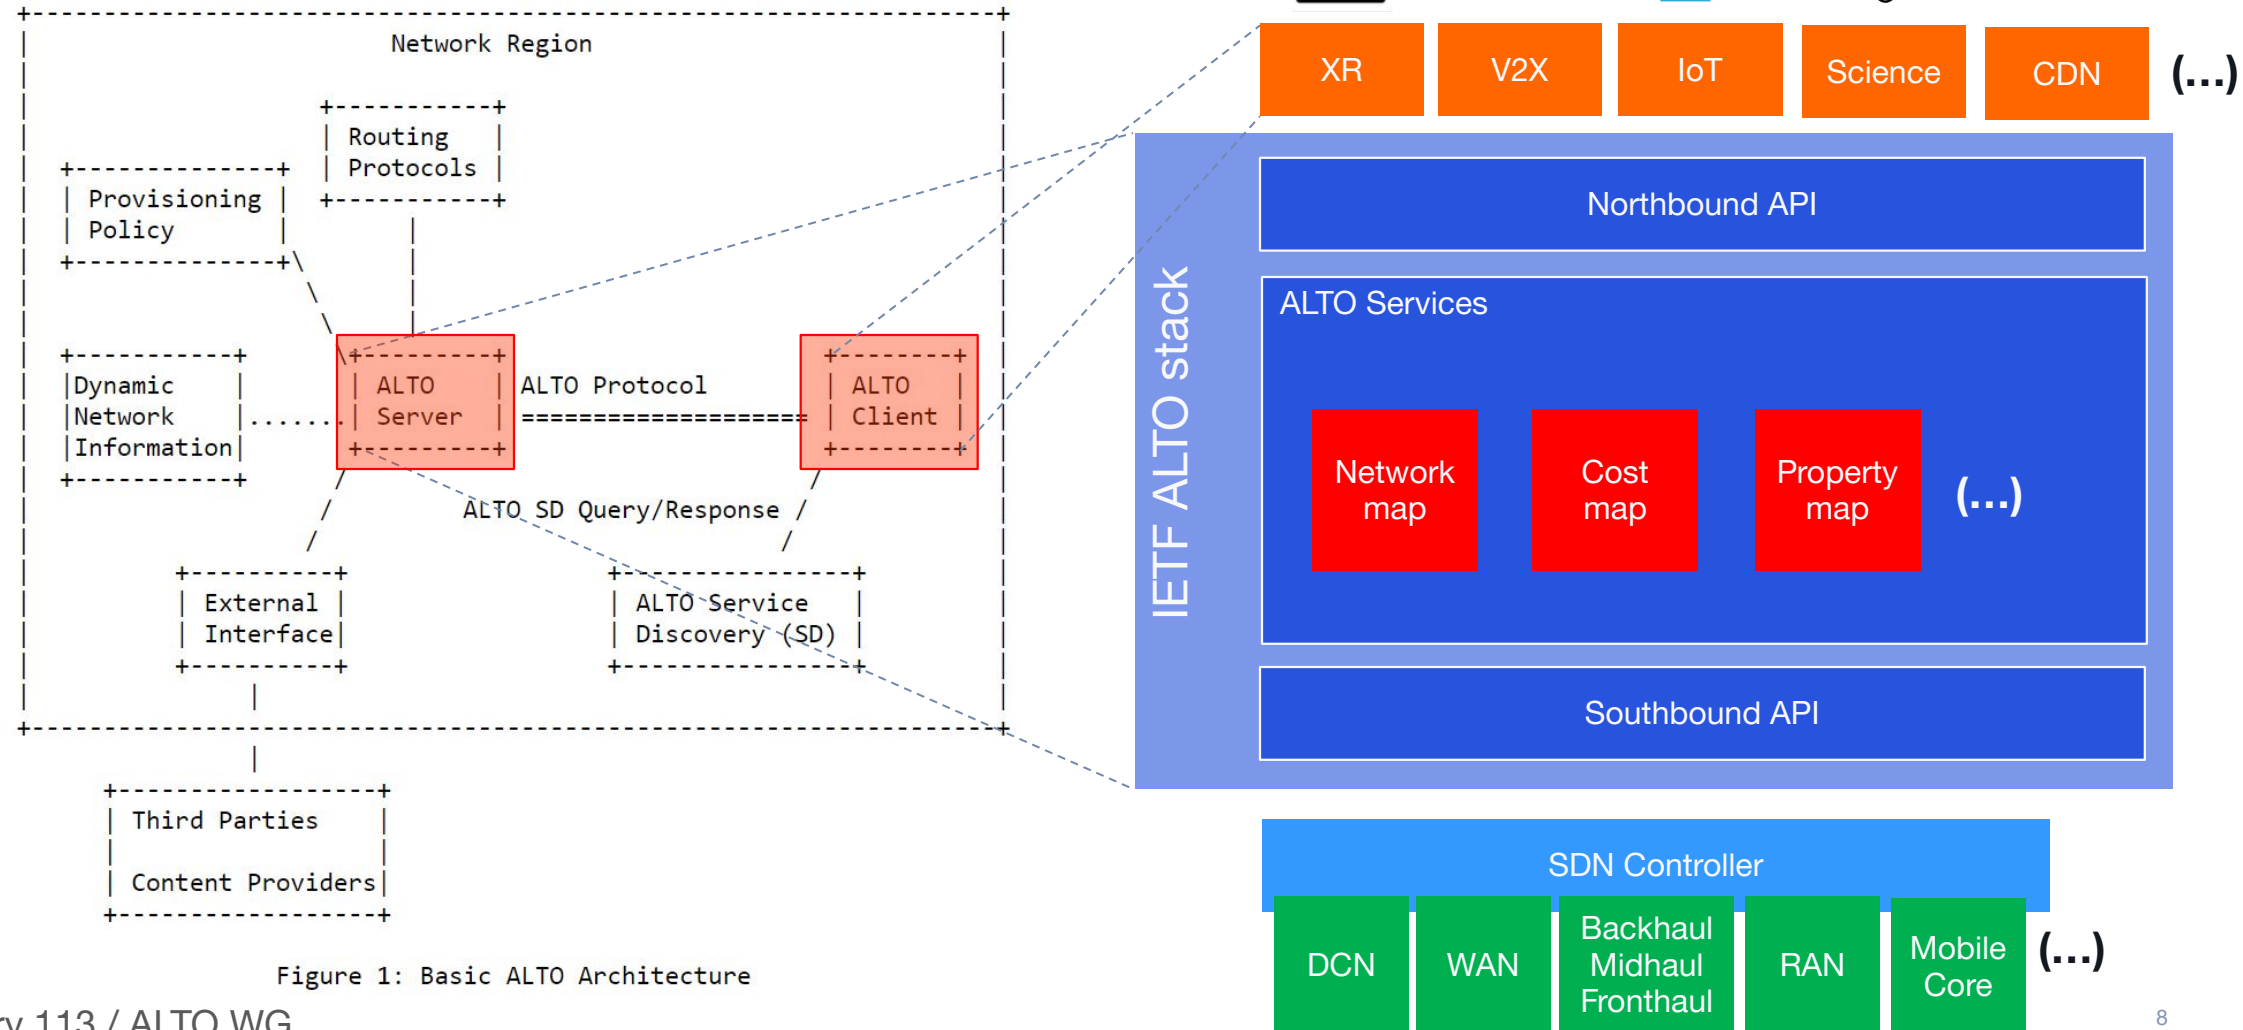 Network Region
Routing
Protocols
Provisioning
Policy
Dynamic
Network
Information
ALTO
Server
ALTO Protocol
====================
ALTO
Client
ALTO SD Query/Response
External
Interface
ALTO Service
Discovery (SD)
Third Parties
Content Providers
Figure 1: Basic ALTO Architecture
113 / ALTO WG
XR
V2X
IoT
Science
CDN
(...)
IETF ALTO stack
Northbound API
ALTO Services
Network
map
Cost
map
Property
map
(...)
Southbound API
SDN Controller
DCN
WAN
Backhaul
Midhaul
Fronthaul
RAN
Mobile
Core
(...)
8